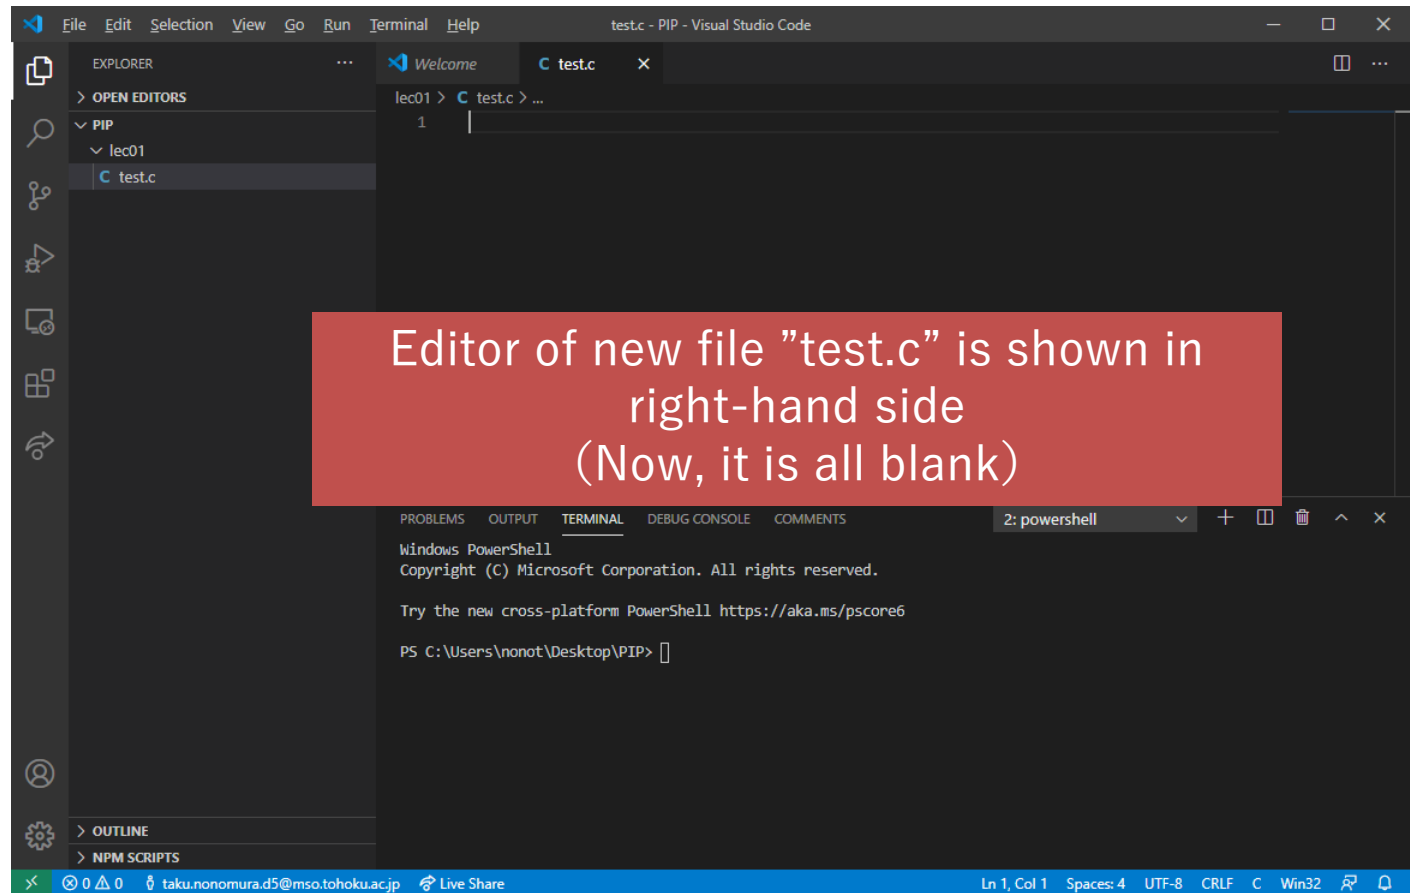 File Edit Selection View Go Run Terminal Help test.c - PIP - Visual Studio Code
EXPLORER ···
Welcome
C test.c
OPEN EDITORS
PIP
lec01
C test.c
lec01 > C test.c > ...
1
Editor of new file ”test.c” is shown in
right-hand side
(Now, it is all blank)
PROBLEMS OUTPUT TERMINAL DEBUG CONSOLE COMMENTS 2: powershell
Windows PowerShell
Copyright (C) Microsoft Corporation. All rights reserved.
Try the new cross-platform PowerShell https://aka.ms/pscore6
PS C:\Users\nonot\Desktop\PIP>
OUTLINE
NPM SCRIPTS
0 0 taku.nonomura.d5@mso.tohoku.ac.jp Live Share Ln 1, Col 1 Spaces: 4 UTF-8 CRLF C Win32